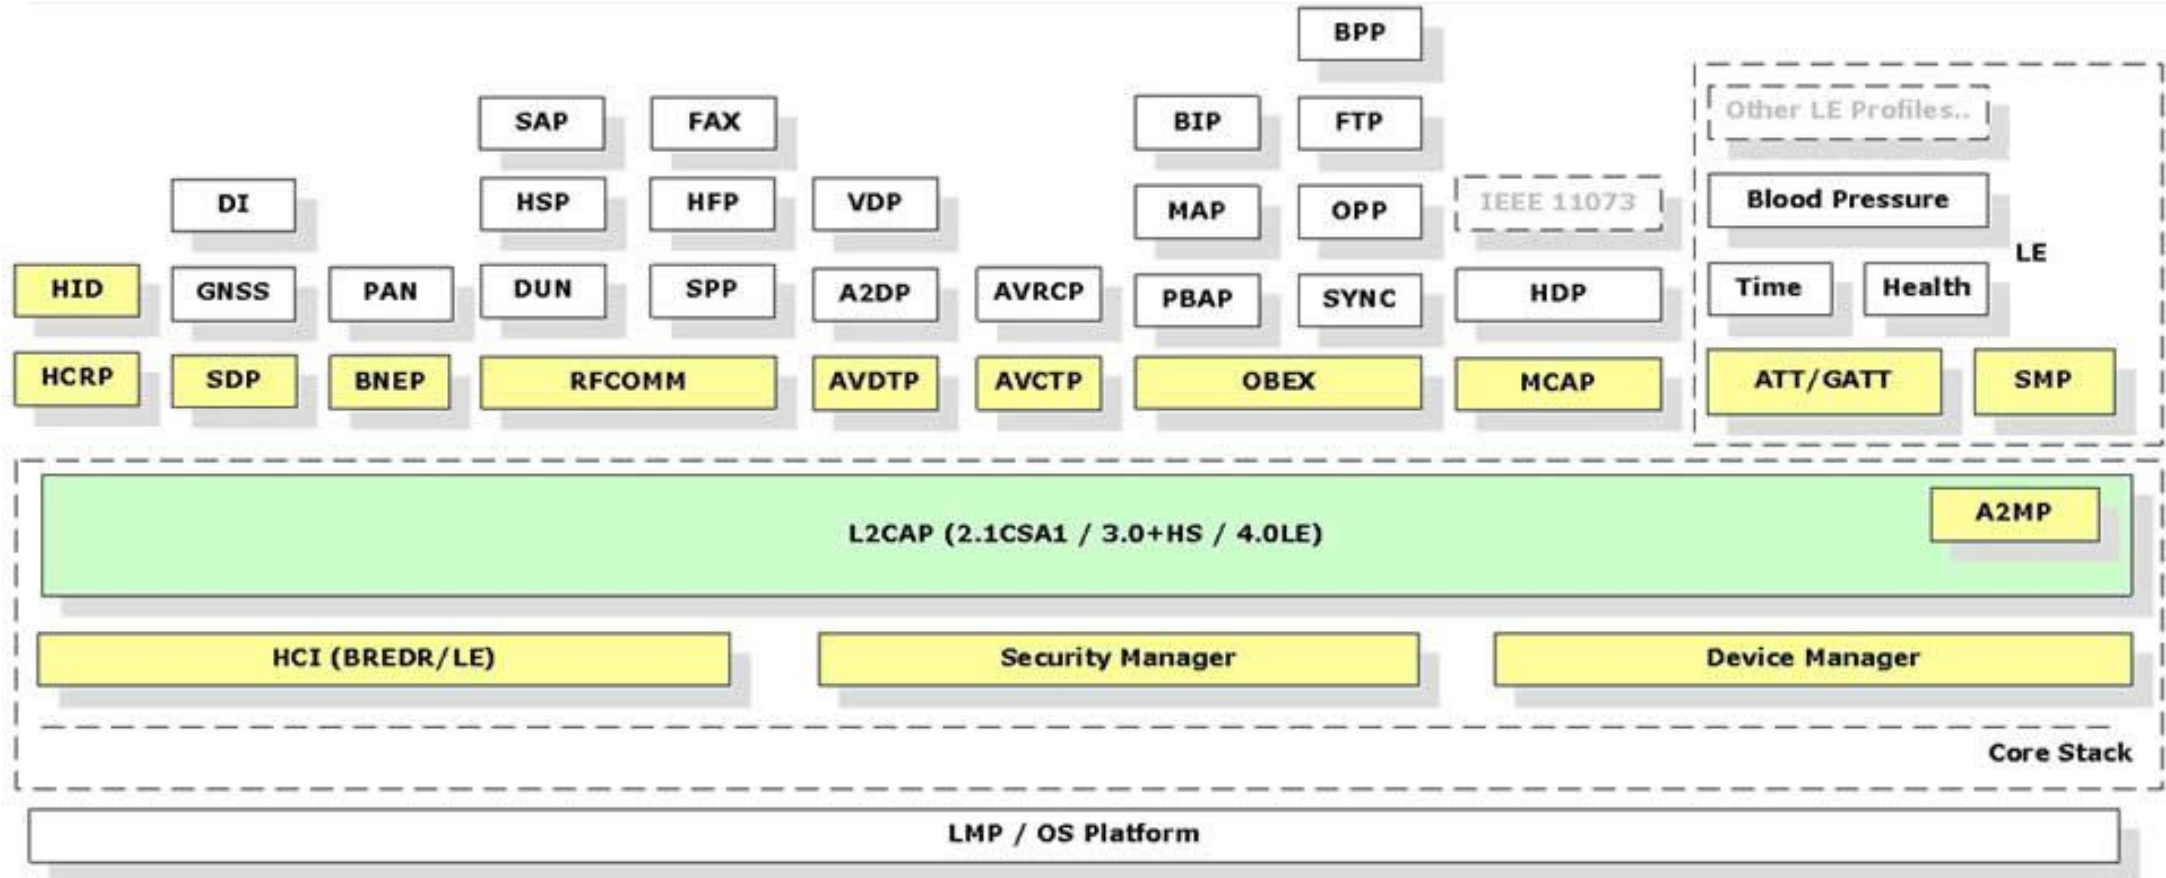 BPP
SAP
FAX
BIP
FTP
Other LE Profiles..
DI
HSP
HFP
VDP
MAP
OPP
IEEE 11073
Blood Pressure
LE
HID
GNSS
PAN
DUN
SPP
A2DP
AVRCP
PBAP
SYNC
HDP
Time
Health
HCRP
SDP
BNEP
RFCOMM
AVDTP
AVCTP
OBEX
MCAP
ATT/GATT
SMP
A2MP
L2CAP (2.1CSA1 / 3.0+HS / 4.0LE)
HCI (BREDR/LE)
Security Manager
Device Manager
Core Stack
LMP / OS Platform